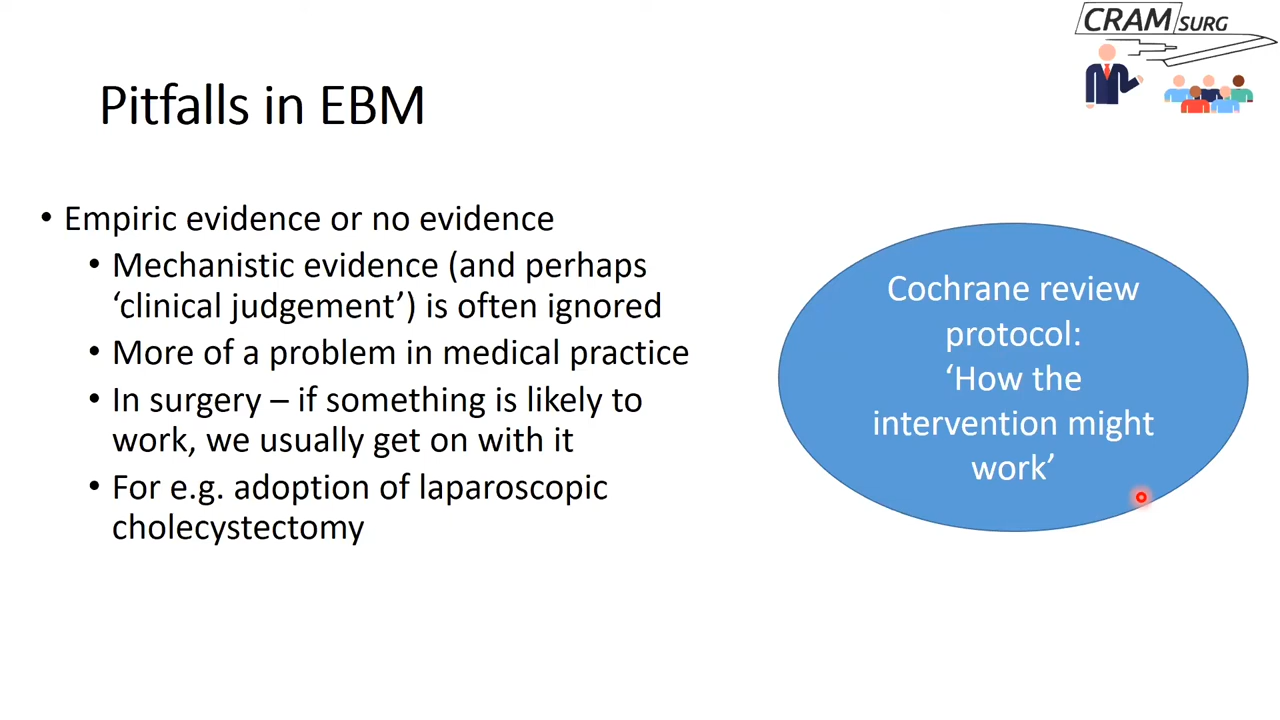 CRAM SURG
Pitfalls in EBM
• Empiric evidence or no evidence
• Mechanistic evidence (and perhaps
‘clinical judgement’) is often ignored
• More of a problem in medical practice
• In surgery – if something is likely to
work, we usually get on with it
• For e.g. adoption of laparoscopic
cholecystectomy
Cochrane review
protocol:
‘How the
intervention might
work’